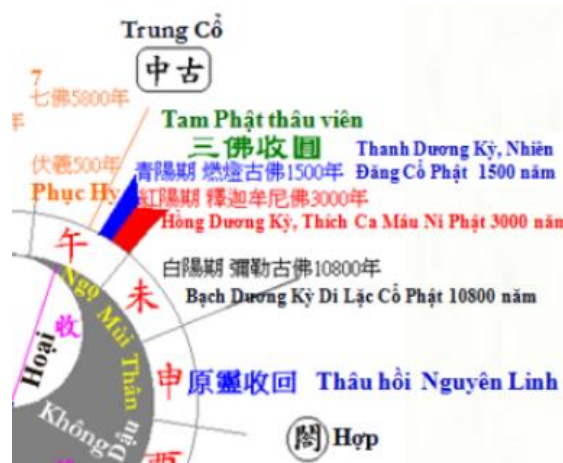 Trung Cổ
中古
7
七佛5800年
年
Tam Phật thâu viên
三佛收圓
Thanh Dương Kỳ, Nhiên
Đăng Cổ Phật 1500 năm
伏羲500年
青陽期 燃燈古佛1500年
Phục Hy
紅陽期 釋迦牟尼佛3000年
Hồng Dương Kỳ, Thích Ca Mâu Ni Phật 3000 năm
午
白陽期 彌勒古佛10800年
Bạch Dương Kỳ Di Lặc Cổ Phật 10800 năm
未
Ngọ Mùi Thân Dậu
收
Hoại
申
原靈收回 Thâu hồi Nguyên Linh
Không
閤 Hợp
酉